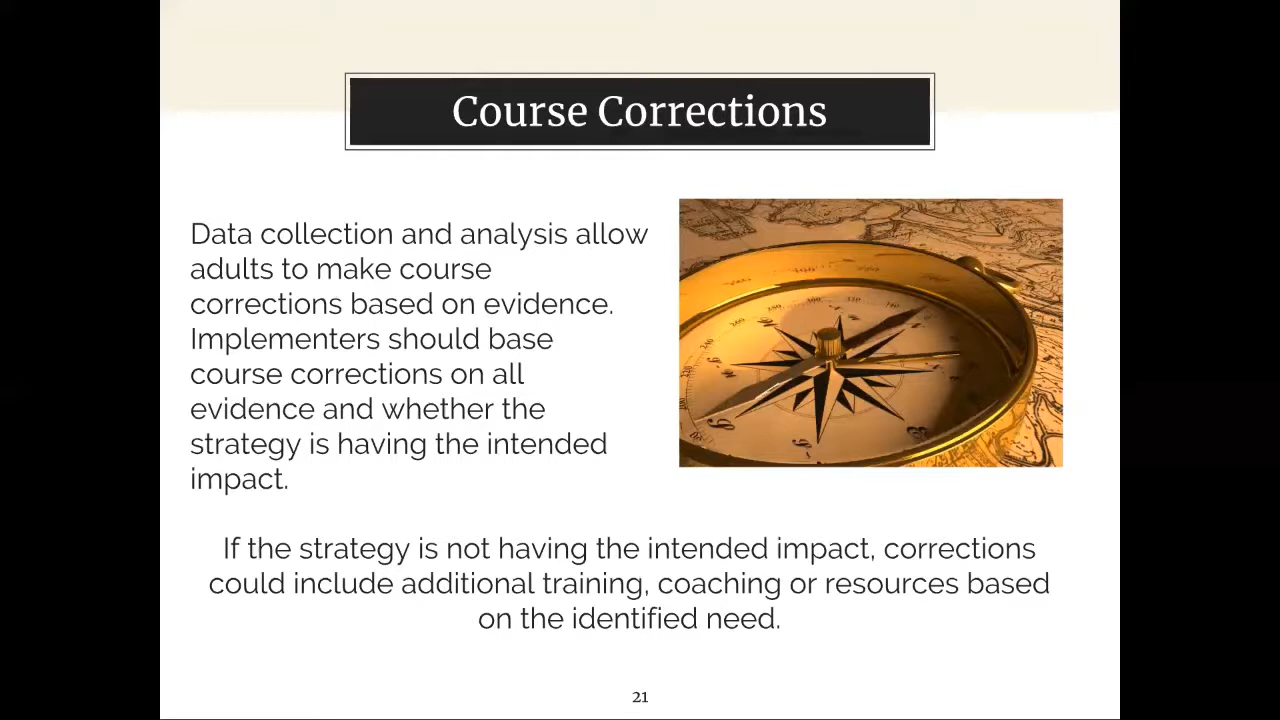 Course Corrections
Data collection and analysis allow
adults to make course
corrections based on evidence.
Implementers should base
course corrections on all
evidence and whether the
strategy is having the intended
impact.
If the strategy is not having the intended impact, corrections
could include additional training, coaching or resources based
on the identified need.
21